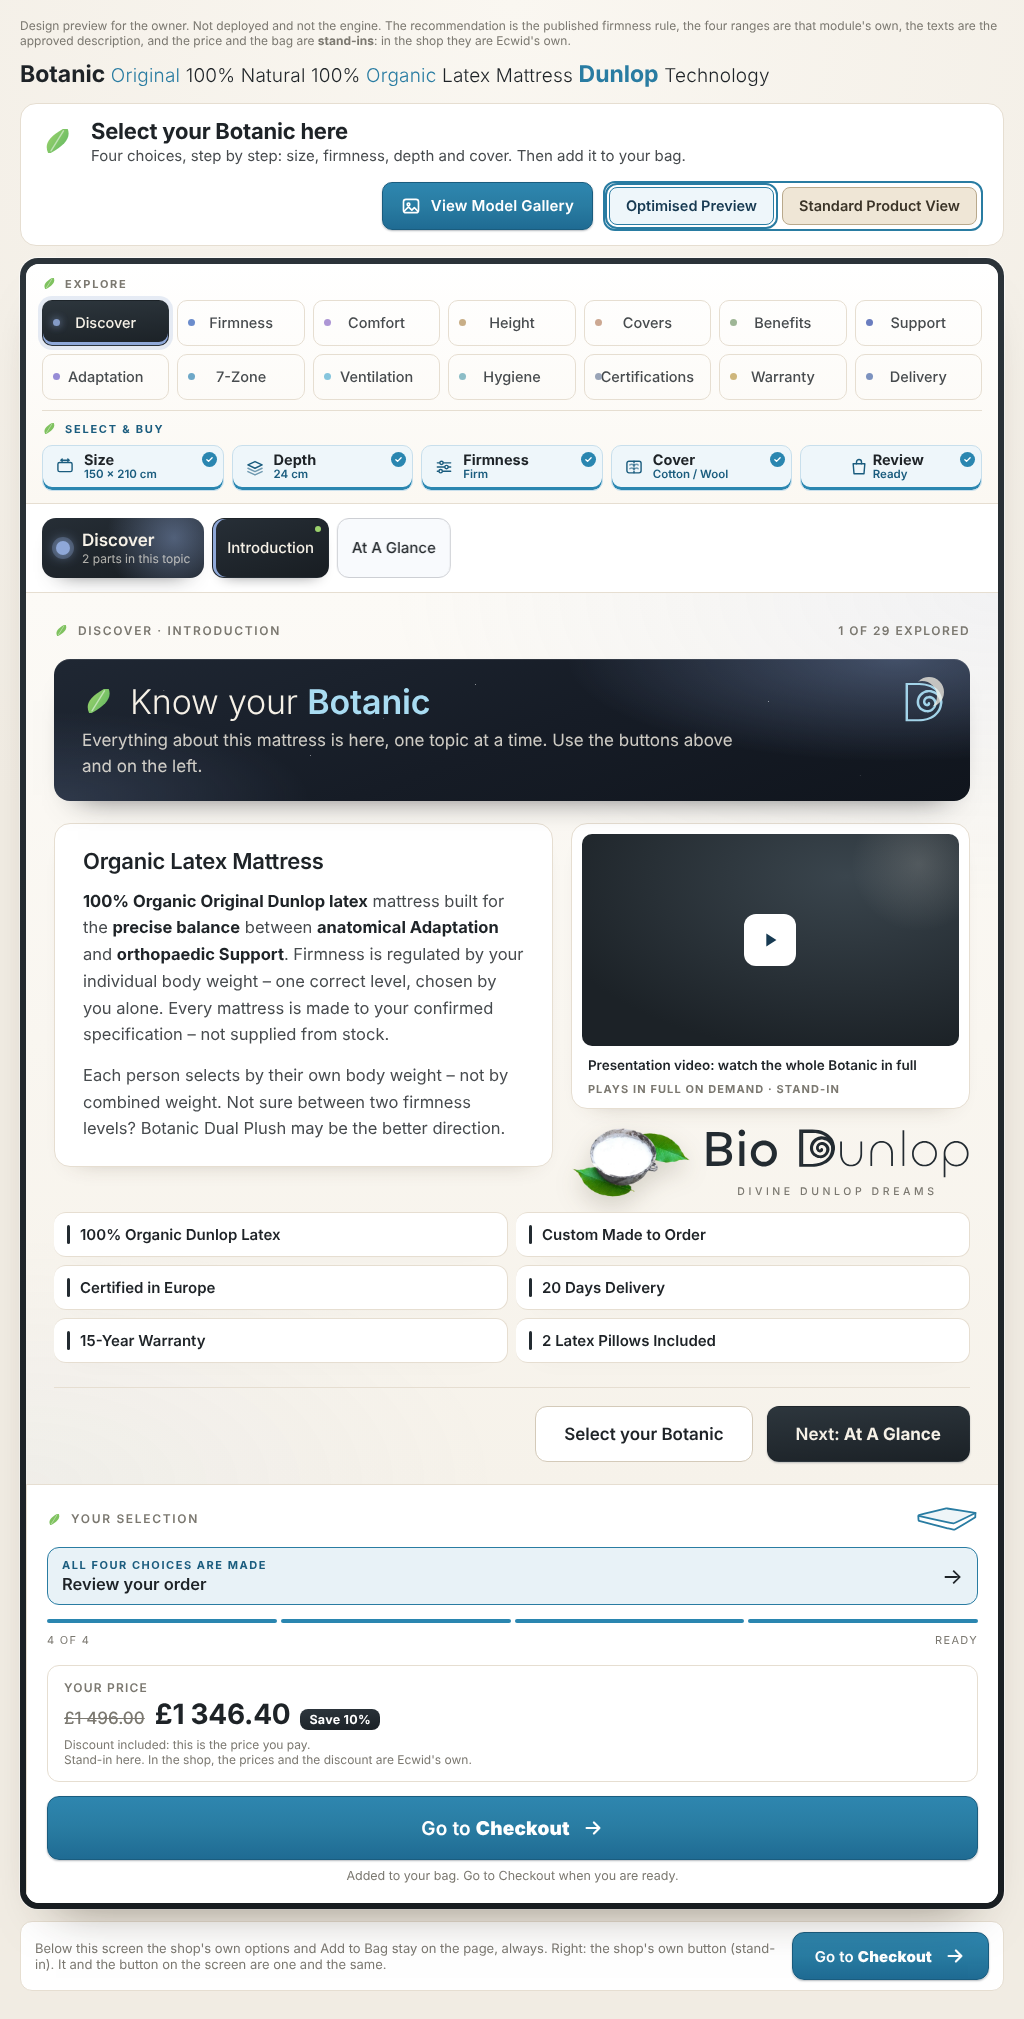 Design preview for the owner. Not deployed and not the engine. The recommendation is the published firmness rule, the four ranges are that module's own, the texts are the
approved description, and the price and the bag are stand-ins: in the shop they are Ecwid's own.
Botanic Original 100% Natural 100% Organic Latex Mattress Dunlop Technology
Select your Botanic here
Four choices, step by step: size, firmness, depth and cover. Then add it to your bag.
View Model Gallery
Optimised Preview
Standard Product View
EXPLORE
Discover
Firmness
Comfort
Height
Covers
Benefits
Support
Adaptation
7-Zone
Ventilation
Hygiene
Certifications
Warranty
Delivery
SELECT & BUY
Size
150 × 210 cm
Depth
24 cm
Firmness
Firm
Cover
Cotton / Wool
Review
Ready
Discover
2 parts in this topic
Introduction
At A Glance
DISCOVER · INTRODUCTION
1 OF 29 EXPLORED
Know your Botanic
Everything about this mattress is here, one topic at a time. Use the buttons above
and on the left.
Organic Latex Mattress
100% Organic Original Dunlop latex mattress built for
the precise balance between anatomical Adaptation
and orthopaedic Support. Firmness is regulated by your
individual body weight – one correct level, chosen by
you alone. Every mattress is made to your confirmed
specification – not supplied from stock.
Each person selects by their own body weight – not by
combined weight. Not sure between two firmness
levels? Botanic Dual Plush may be the better direction.
Presentation video: watch the whole Botanic in full
PLAYS IN FULL ON DEMAND · STAND-IN
Bio Dunlop
DIVINE DUNLOP DREAMS
100% Organic Dunlop Latex
Custom Made to Order
Certified in Europe
20 Days Delivery
15-Year Warranty
2 Latex Pillows Included
Select your Botanic
Next: At A Glance
YOUR SELECTION
ALL FOUR CHOICES ARE MADE
Review your order
4 OF 4
READY
YOUR PRICE
£1 496.00 £1 346.40 Save 10%
Discount included: this is the price you pay.
Stand-in here. In the shop, the prices and the discount are Ecwid's own.
Go to Checkout
Added to your bag. Go to Checkout when you are ready.
Below this screen the shop's own options and Add to Bag stay on the page, always. Right: the shop's own button (stand-
in). It and the button on the screen are one and the same.
Go to Checkout